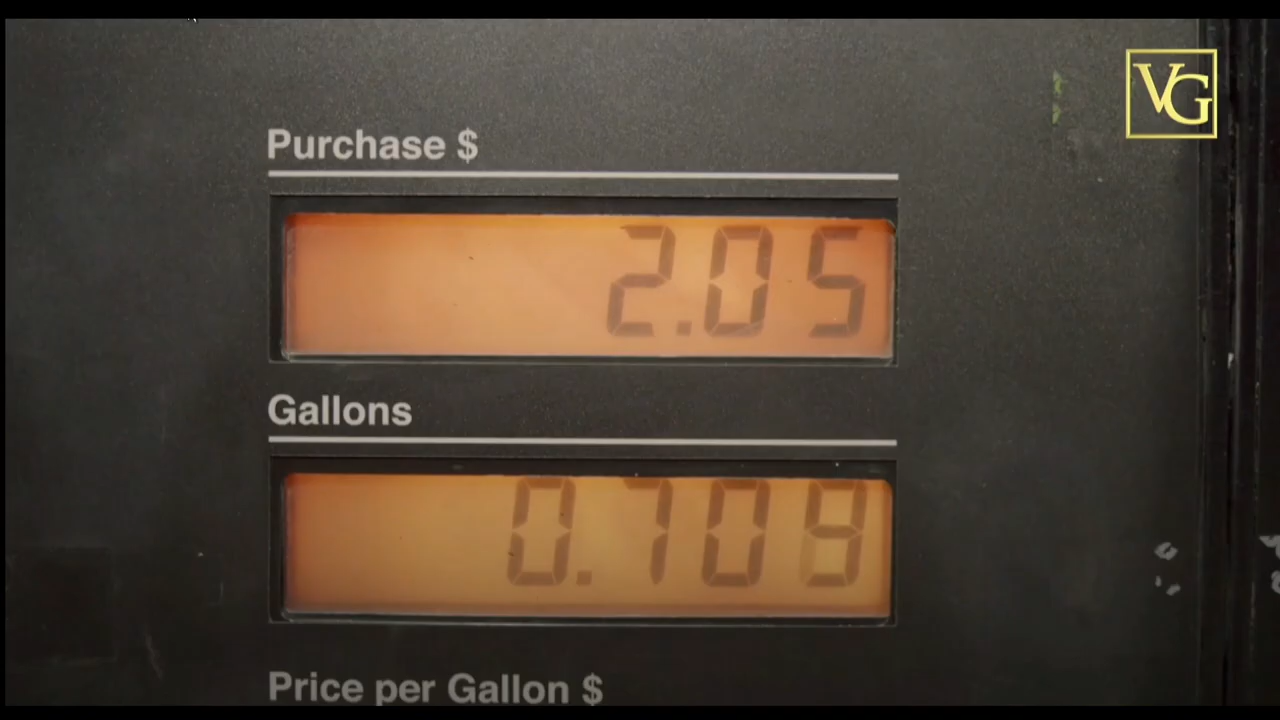 VG
Purchase $
2.05
Gallons
0.709
Price per Gallon $